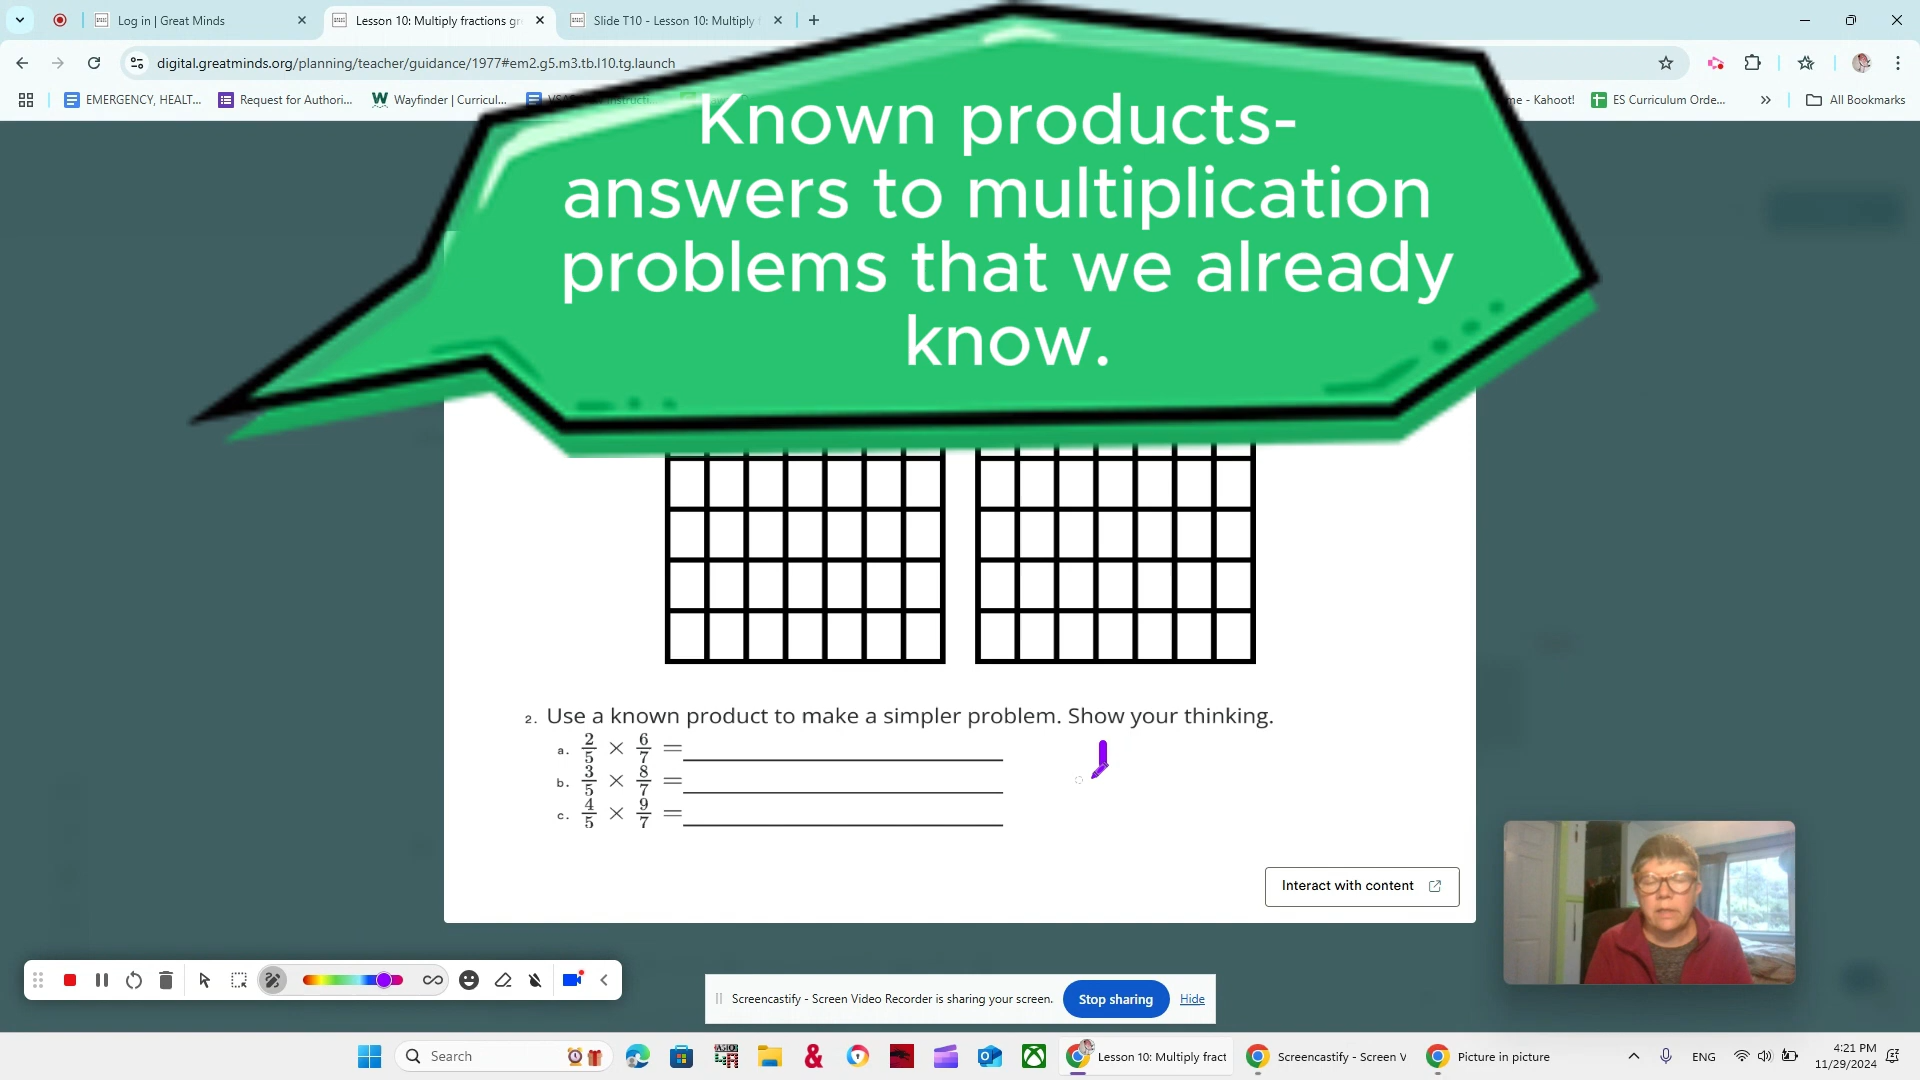 Log in | Great Minds
Lesson 10: Multiply fractions gr
Slide T10 - Lesson 10: Multiply f
digital.greatminds.org/planning/teacher/guidance/1977#em2.g5.m3.tb.l10.tg.launch
EMERGENCY, HEALT...
Request for Authori...
Wayfinder | Curricul...
me - Kahoot!
ES Curriculum Orde...
All Bookmarks
Known products-
answers to multiplication
problems that we already
know.
2. Use a known product to make a simpler problem. Show your thinking.
a. 2/5 × 6/7 =
b. 3/5 × 8/7 =
c. 4/5 × 9/7 =
Interact with content
Screencastify - Screen Video Recorder is sharing your screen.
Stop sharing
Hide
Search
Lesson 10: Multiply fract
Screencastify - Screen V
Picture in picture
ENG
4:21 PM
11/29/2024